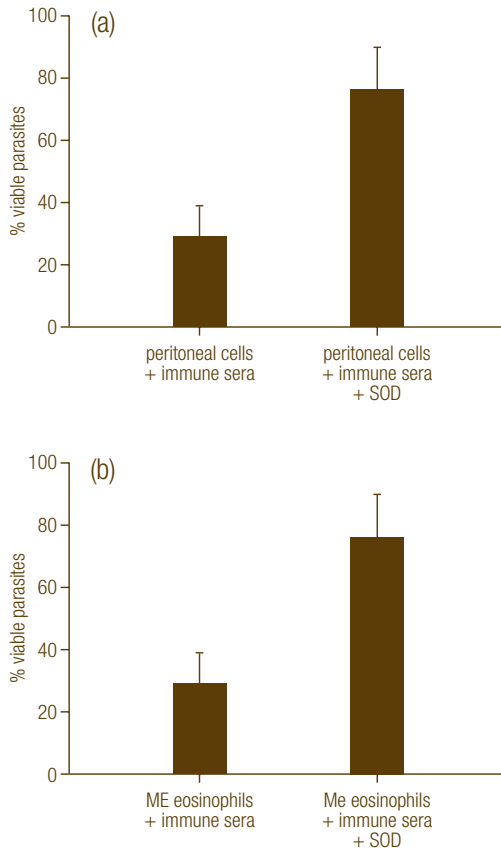 (a)
% viable parasites
100
80
60
40
20
0
peritoneal cells
+ immune sera
peritoneal cells
+ immune sera
+ SOD
(b)
% viable parasites
100
80
60
40
20
0
ME eosinophils
+ immune sera
Me eosinophils
+ immune sera
+ SOD